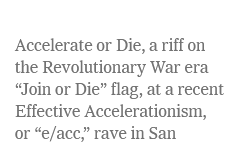 Accelerate or Die, a riff on
the Revolutionary War era
“Join or Die” flag, at a recent
Effective Accelerationism,
or “e/acc,” rave in San